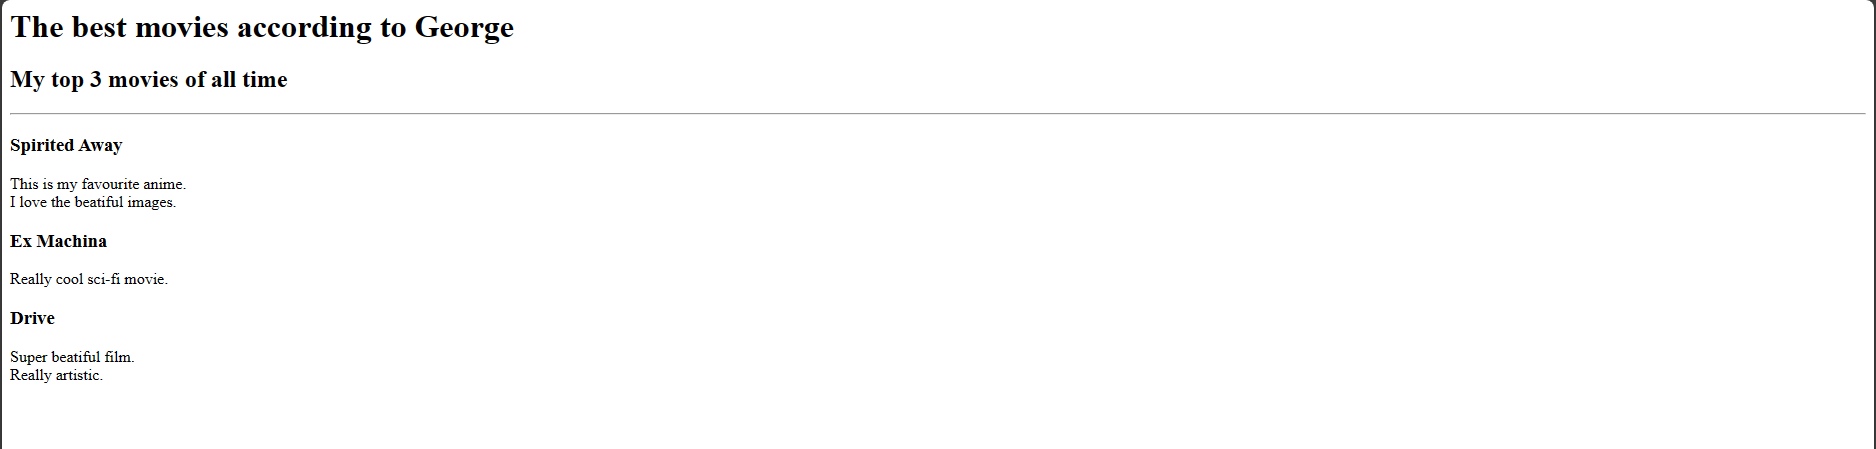 The best movies according to George
My top 3 movies of all time
Spirited Away
This is my favourite anime.
I love the beatiful images.
Ex Machina
Really cool sci-fi movie.
Drive
Super beatiful film.
Really artistic.